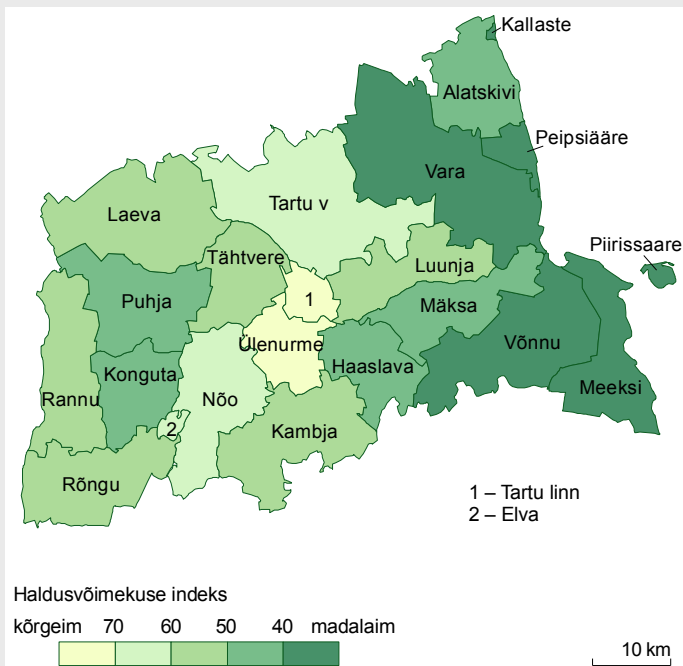 Kallaste
Alatskivi
Peipsiääre
Vara
Tartu v
Laeva
Piirissaare
Tähtvere
Luunja
Puhja
1
Mäksa
Ülenurme
Võnnu
Haaslava
Konguta
Meeksi
Rannu
Nõo
2
Kambja
Rõngu
1 – Tartu linn
2 – Elva
Haldusvõimekuse indeks
kõrgeim 70 60 50 40 madalaim
10 km